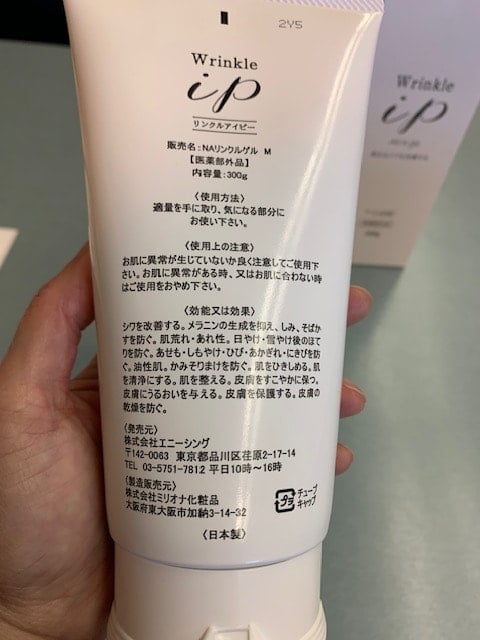 2Y5
Wrinkle
ip
リンクルアイピー
販売名:NAリンクルゲル M
【医薬部外品】
内容量:300g
〈使用方法〉
適量を手に取り、気になる部分に
お使い下さい。
〈使用上の注意〉
お肌に異常が生じていないか良く注意してご使用下
さい。お肌に異常がある時、又はお肌に合わない時
はご使用をおやめ下さい。
〈効能又は効果〉
シワを改善する。メラニンの生成を抑え、しみ、そばか
すを防ぐ。肌荒れ・あれ性。日やけ・雪やけ後のほて
りを防ぐ。あせも・しもやけ・ひび・あかぎれ・にきびを防
ぐ。油性肌。かみそりまけを防ぐ。肌をひきしめる。肌
を清浄にする。肌を整える。皮膚をすこやかに保つ。
皮膚にうるおいを与える。皮膚を保護する。皮膚の
乾燥を防ぐ。
〈発売元〉
株式会社エニーシング
〒142-0063 東京都品川区荏原2-17-14
TEL 03-5751-7812 平日10時~16時
〈製造販売元〉
株式会社ミリオナ化粧品
大阪府東大阪市加納3-14-32
プラ
チューブ
キャップ
〈日本製〉
Wrinkle
ip